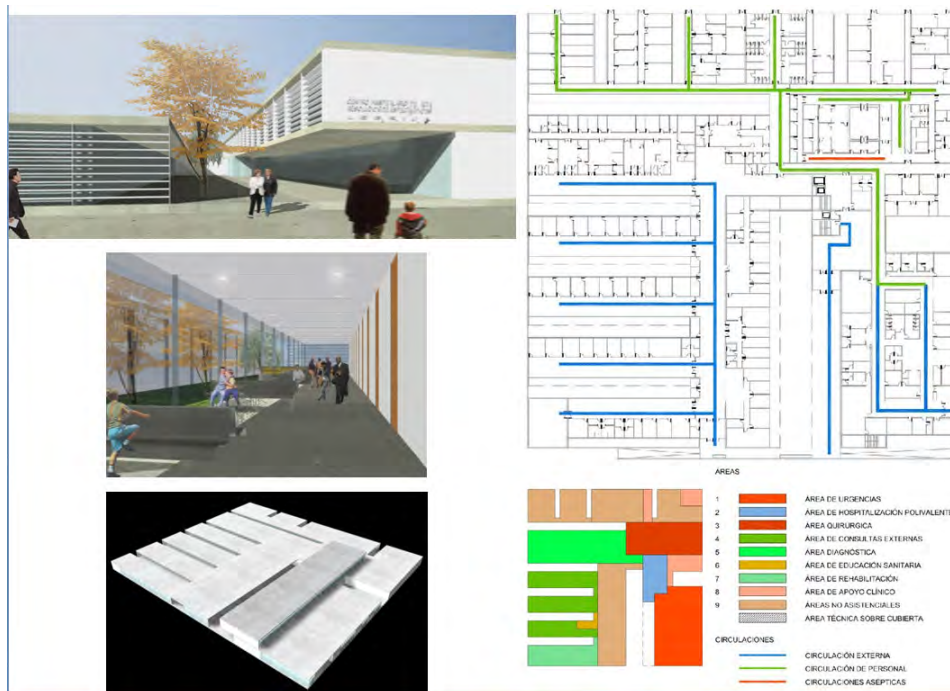 ÁREAS
1 ÁREA DE URGENCIAS
2 ÁREA DE HOSPITALIZACIÓN POLIVALENTE
3 ÁREA QUIRÚRGICA
4 ÁREA DE CONSULTAS EXTERNAS
5 ÁREA DIAGNÓSTICA
6 ÁREA DE EDUCACIÓN SANITARIA
7 ÁREA DE REHABILITACIÓN
8 ÁREA DE APOYO CLÍNICO
9 ÁREAS NO ASISTENCIALES
ÁREA TÉCNICA SOBRE CUBIERTA
CIRCULACIONES
CIRCULACIÓN EXTERNA
CIRCULACIÓN DE PERSONAL
CIRCULACIONES ASÉPTICAS